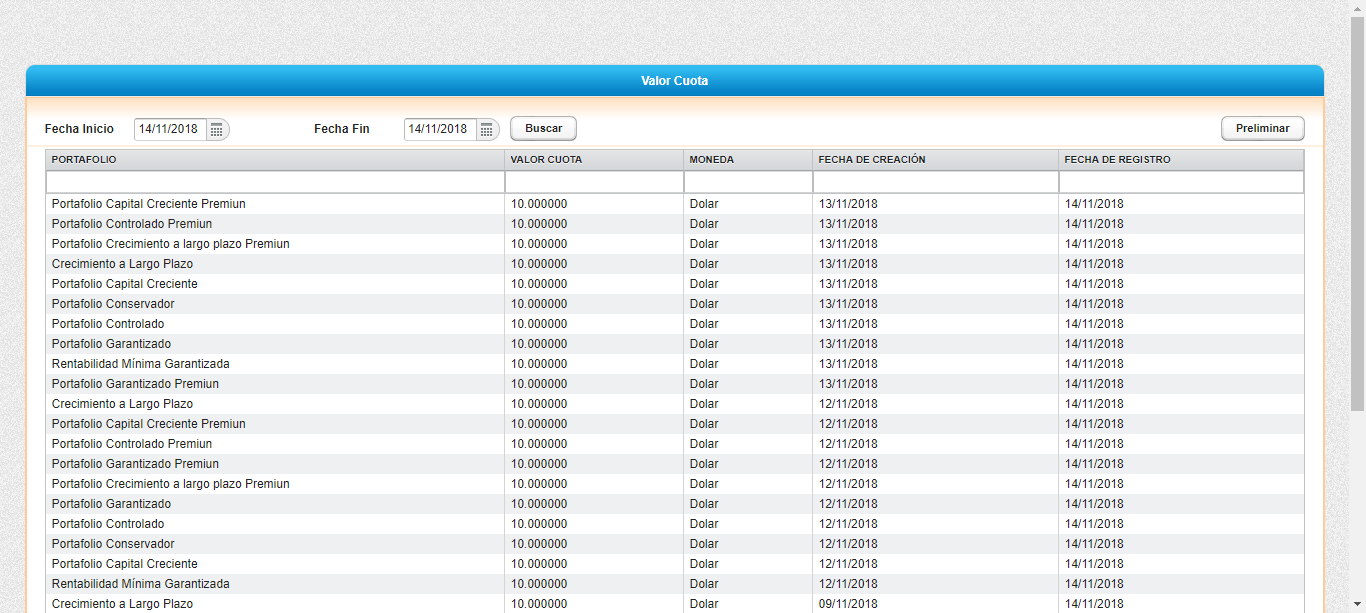 Valor Cuota
Fecha Inicio 14/11/2018 Fecha Fin 14/11/2018 Buscar Preliminar
PORTAFOLIO VALOR CUOTA MONEDA FECHA DE CREACIÓN FECHA DE REGISTRO
Portafolio Capital Creciente Premiun 10.000000 Dolar 13/11/2018 14/11/2018
Portafolio Controlado Premiun 10.000000 Dolar 13/11/2018 14/11/2018
Portafolio Crecimiento a largo plazo Premiun 10.000000 Dolar 13/11/2018 14/11/2018
Crecimiento a Largo Plazo 10.000000 Dolar 13/11/2018 14/11/2018
Portafolio Capital Creciente 10.000000 Dolar 13/11/2018 14/11/2018
Portafolio Conservador 10.000000 Dolar 13/11/2018 14/11/2018
Portafolio Controlado 10.000000 Dolar 13/11/2018 14/11/2018
Portafolio Garantizado 10.000000 Dolar 13/11/2018 14/11/2018
Rentabilidad Mínima Garantizada 10.000000 Dolar 13/11/2018 14/11/2018
Portafolio Garantizado Premiun 10.000000 Dolar 13/11/2018 14/11/2018
Crecimiento a Largo Plazo 10.000000 Dolar 12/11/2018 14/11/2018
Portafolio Capital Creciente Premiun 10.000000 Dolar 12/11/2018 14/11/2018
Portafolio Controlado Premiun 10.000000 Dolar 12/11/2018 14/11/2018
Portafolio Garantizado Premiun 10.000000 Dolar 12/11/2018 14/11/2018
Portafolio Crecimiento a largo plazo Premiun 10.000000 Dolar 12/11/2018 14/11/2018
Portafolio Garantizado 10.000000 Dolar 12/11/2018 14/11/2018
Portafolio Controlado 10.000000 Dolar 12/11/2018 14/11/2018
Portafolio Conservador 10.000000 Dolar 12/11/2018 14/11/2018
Portafolio Capital Creciente 10.000000 Dolar 12/11/2018 14/11/2018
Rentabilidad Mínima Garantizada 10.000000 Dolar 12/11/2018 14/11/2018
Crecimiento a Largo Plazo 10.000000 Dolar 09/11/2018 14/11/2018